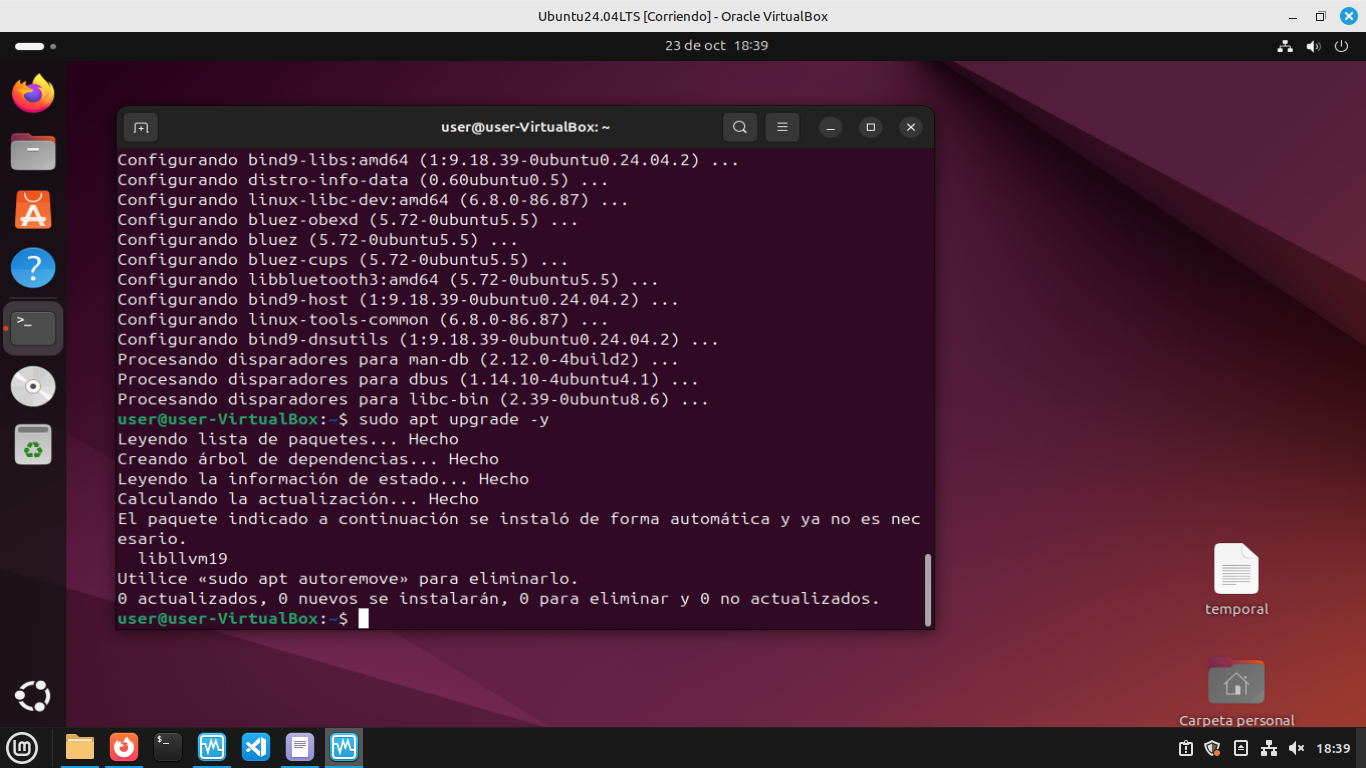 Ubuntu24.04LTS [Corriendo] - Oracle VirtualBox
23 de oct 18:39
user@user-VirtualBox: ~
Configurando bind9-libs:amd64 (1:9.18.39-0ubuntu0.24.04.2) ...
Configurando distro-info-data (0.60ubuntu0.5) ...
Configurando linux-libc-dev:amd64 (6.8.0-86.87) ...
Configurando bluez-obexd (5.72-0ubuntu5.5) ...
Configurando bluez (5.72-0ubuntu5.5) ...
Configurando bluez-cups (5.72-0ubuntu5.5) ...
Configurando libbluetooth3:amd64 (5.72-0ubuntu5.5) ...
Configurando bind9-host (1:9.18.39-0ubuntu0.24.04.2) ...
Configurando linux-tools-common (6.8.0-86.87) ...
Configurando bind9-dnsutils (1:9.18.39-0ubuntu0.24.04.2) ...
Procesando disparadores para man-db (2.12.0-4build2) ...
Procesando disparadores para dbus (1.14.10-4ubuntu4.1) ...
Procesando disparadores para libc-bin (2.39-0ubuntu8.6) ...
user@user-VirtualBox:~$ sudo apt upgrade -y
Leyendo lista de paquetes... Hecho
Creando árbol de dependencias... Hecho
Leyendo la información de estado... Hecho
Calculando la actualización... Hecho
El paquete indicado a continuación se instaló de forma automática y ya no es nec
esario.
  libllvm19
Utilice «sudo apt autoremove» para eliminarlo.
0 actualizados, 0 nuevos se instalarán, 0 para eliminar y 0 no actualizados.
user@user-VirtualBox:~$
temporal
Carpeta personal
18:39